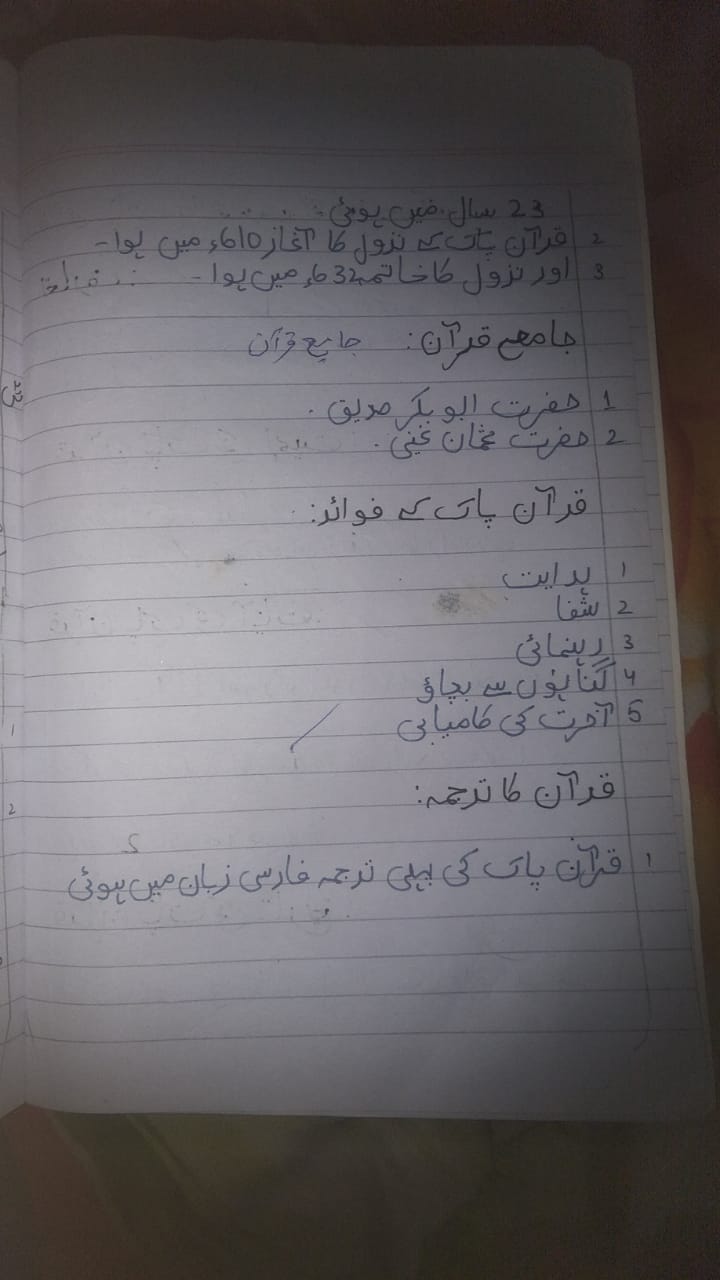 23 سال میں ہوئی۔
2 قرآن پاک کے نزول کا آغاز 610ء میں ہوا۔
3 اور نزول کا خاتمہ 632ء میں ہوا۔
جامع قرآن: جامع قرآن
1 حضرت ابو بکر صدیق۔
2 حضرت عثمان غنی۔
قرآن پاک کے فوائد:
1 ہدایت
2 شفا
3 رہنمائی
4 گناہوں سے بچاؤ
5 آخرت کی کامیابی
قرآن کا ترجمہ:
1 قرآن پاک کی پہلی ترجمہ فارسی زبان میں ہوئی